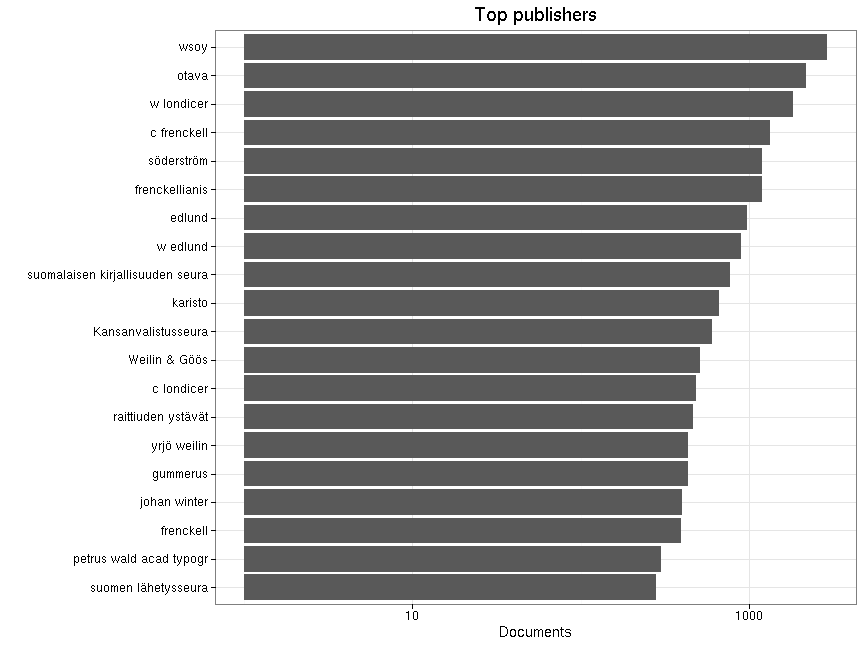 Top publishers
wsoy
otava
w londicer
c frenckell
söderström
frenckellianis
edlund
w edlund
suomalaisen kirjallisuuden seura
karisto
Kansanvalistusseura
Weilin & Göös
c londicer
raittiuden ystävät
yrjö weilin
gummerus
johan winter
frenckell
petrus wald acad typogr
suomen lähetysseura
10 1000
Documents